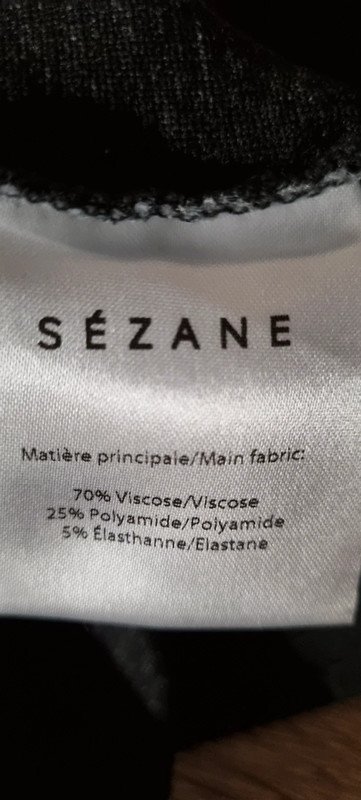 SÉZANE
Matière principale/Main fabric:
70% Viscose/Viscose
25% Polyamide/Polyamide
5% Élasthanne/Elastane